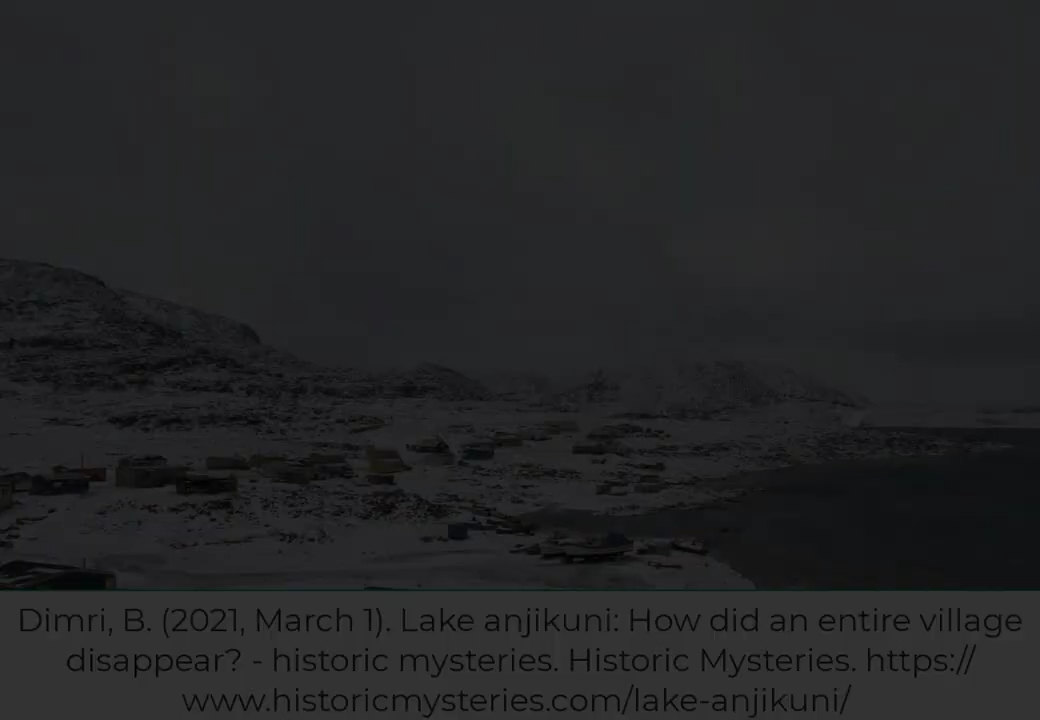 Dimri, B. (2021, March 1). Lake anjikuni: How did an entire village
disappear? - historic mysteries. Historic Mysteries. https://
www.historicmysteries.com/lake-anjikuni/